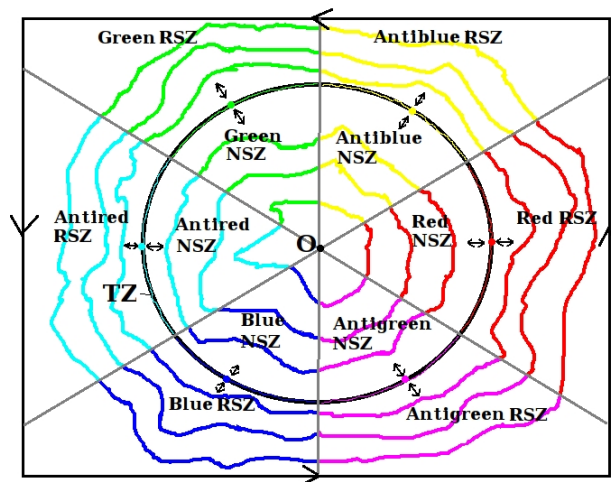 Green RSZ
Antiblue RSZ
Green
NSZ
Antiblue
NSZ
Antired
RSZ
Antired
NSZ
O
Red
NSZ
Red RSZ
TZ
Blue
NSZ
Antigreen
NSZ
Blue RSZ
Antigreen RSZ